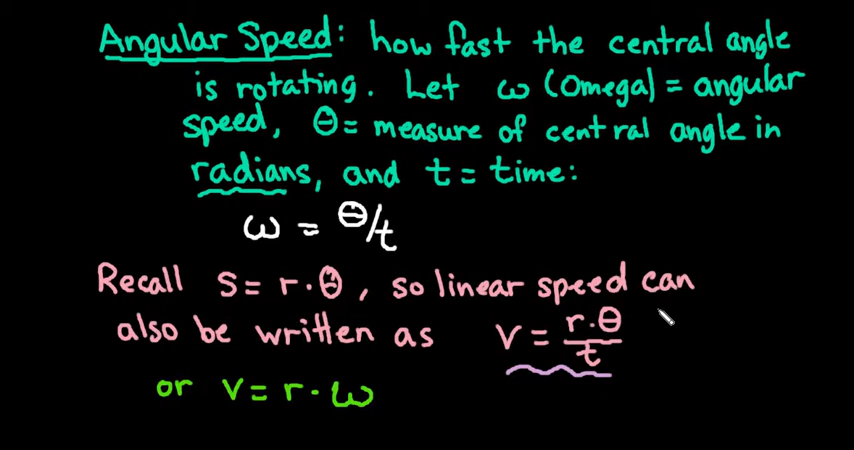 Angular Speed: how fast the central angle
is rotating. Let ω (Omega) = angular
speed, θ = measure of central angle in
radians, and t = time:
ω = θ/t
Recall s = r · θ, so linear speed can
also be written as v = r·θ/t
or v = r · ω